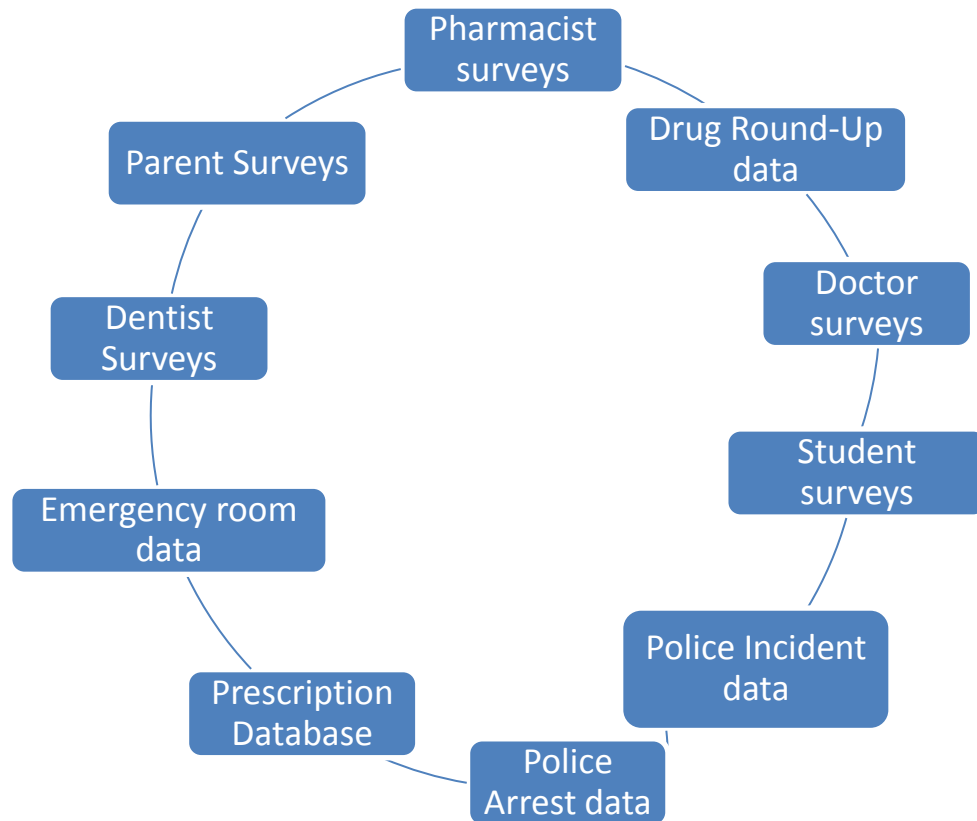 Pharmacist
surveys
Drug Round-Up
data
Doctor
surveys
Student
surveys
Police Incident
data
Police
Arrest data
Prescription
Database
Emergency room
data
Dentist
Surveys
Parent Surveys